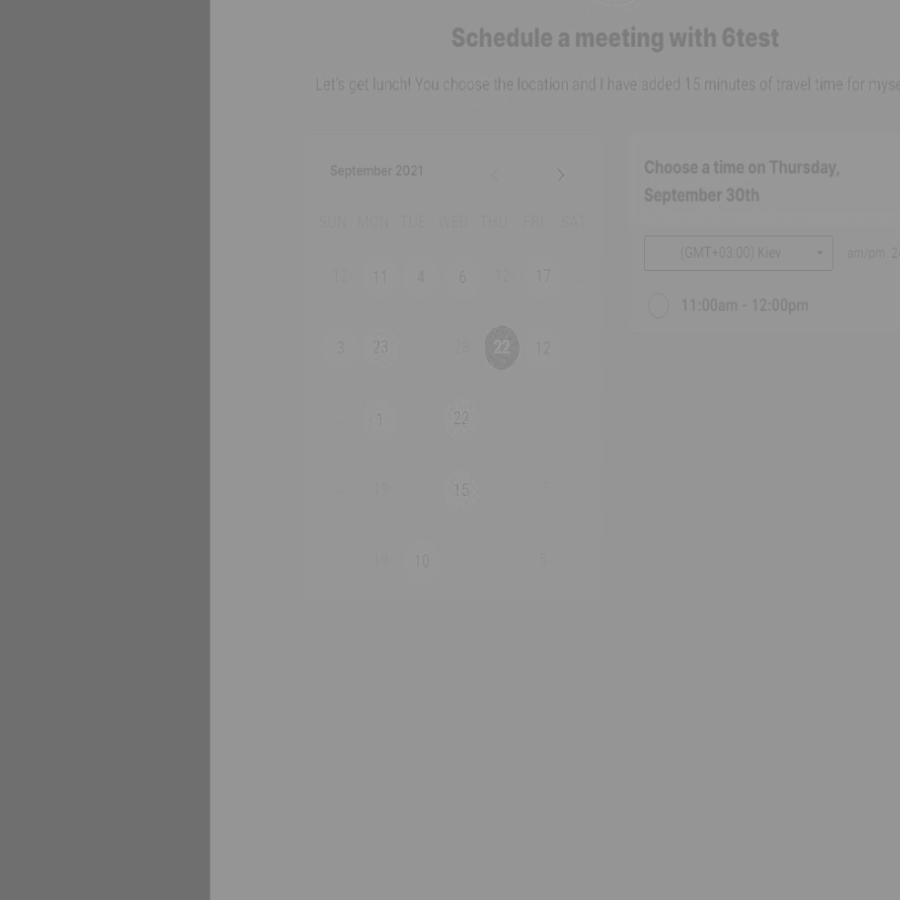 Schedule a meeting with 6test
Let's get lunch! You choose the location and I have added 15 minutes of travel time for myse
September 2021
SUN MON TUE WED THU FRI SAT
12 11 4 6 12 17
3 23 28 22 12
1 22
19 15
19 10 5
Choose a time on Thursday,
September 30th
(GMT+03:00) Kiev am/pm 2
11:00am - 12:00pm